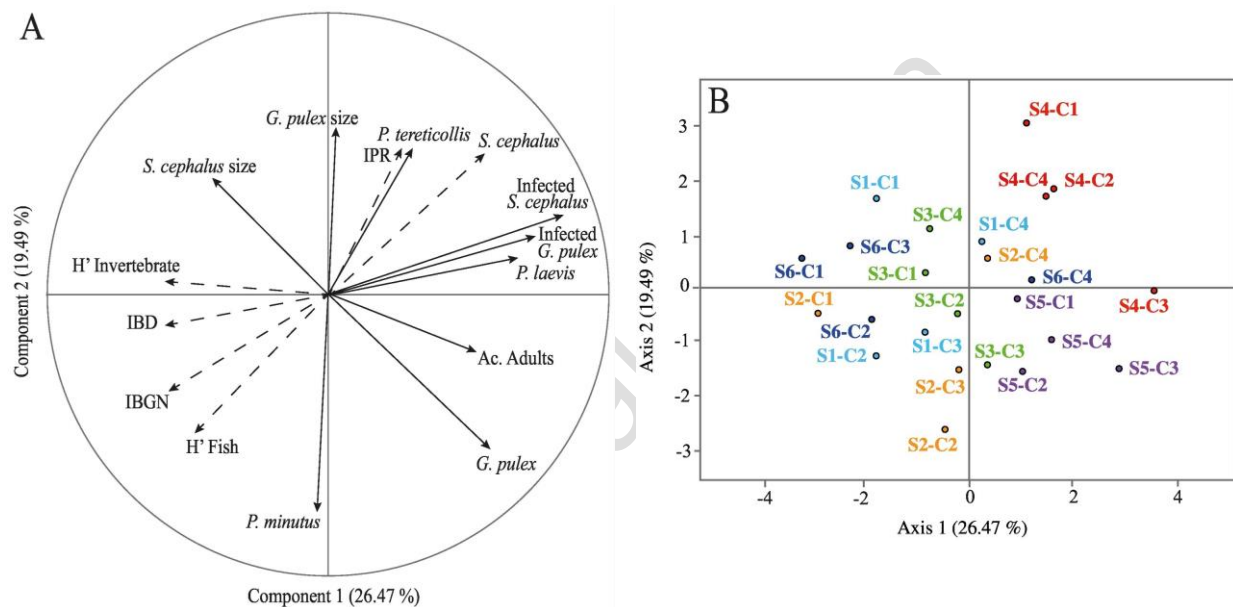 A
G. pulex size
P. tereticollis
IPR
S. cephalus
S. cephalus size
Infected
S. cephalus
Infected
G. pulex
P. laevis
H' Invertebrate
IBD
IBGN
H' Fish
Ac. Adults
G. pulex
P. minutus
Component 2 (19.49 %)
Component 1 (26.47 %)
B
S4-C1
S4-C4
S4-C2
S1-C1
S3-C4
S1-C4
S6-C3
S2-C4
S6-C1
S3-C1
S6-C4
S2-C1
S3-C2
S5-C1
S4-C3
S6-C2
S1-C3
S5-C4
S1-C2
S3-C3
S5-C3
S2-C3
S5-C2
S2-C2
3
2
1
0
-1
-2
-3
-4
-2
0
2
4
Axis 2 (19.49 %)
Axis 1 (26.47 %)